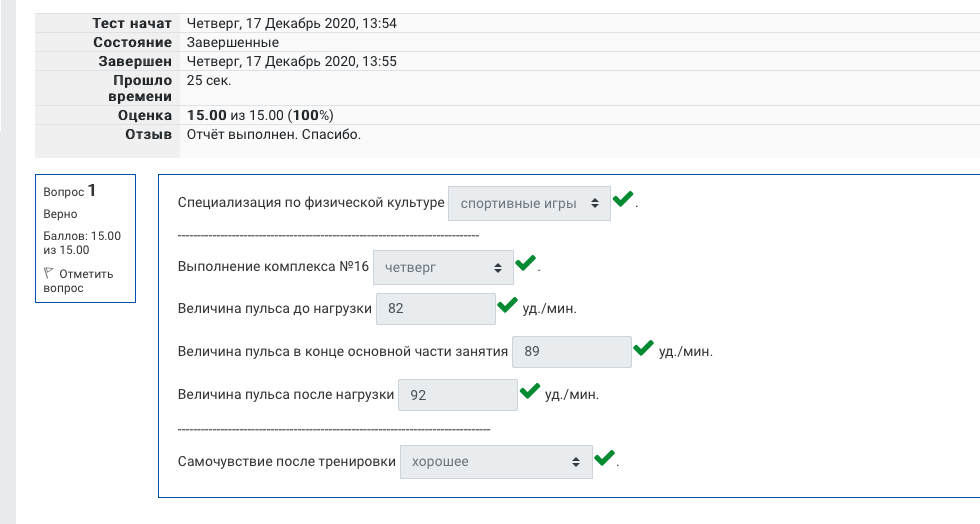 Тест начат Четверг, 17 Декабрь 2020, 13:54
Состояние Завершенные
Завершен Четверг, 17 Декабрь 2020, 13:55
Прошло времени 25 сек.
Оценка 15.00 из 15.00 (100%)
Отзыв Отчёт выполнен. Спасибо.
Вопрос 1
Верно
Баллов: 15.00
из 15.00
Отметить
вопрос
Специализация по физической культуре спортивные игры .
--------------------------------------------------------------------------------
Выполнение комплекса №16 четверг .
Величина пульса до нагрузки 82 уд./мин.
Величина пульса в конце основной части занятия 89 уд./мин.
Величина пульса после нагрузки 92 уд./мин.
-----------------------------------------------------------------------------------
Самочувствие после тренировки хорошее .